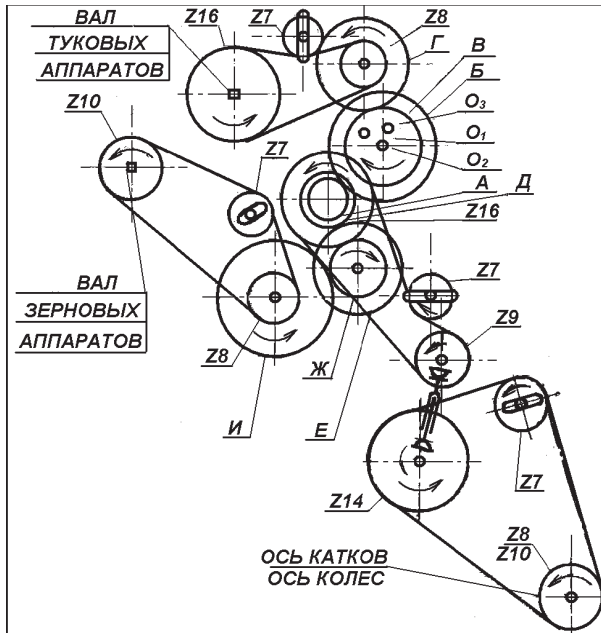 ВАЛ
ТУКОВЫХ
АППАРАТОВ
Z16
Z7
Z8
Г
В
Б
Z10
O3
O1
O2
Z7
А
Д
Z16
ВАЛ
ЗЕРНОВЫХ
АППАРАТОВ
Z7
Z8
Z9
Ж
И
Е
Z7
Z14
Z8
Z10
ОСЬ КАТКОВ
ОСЬ КОЛЕС